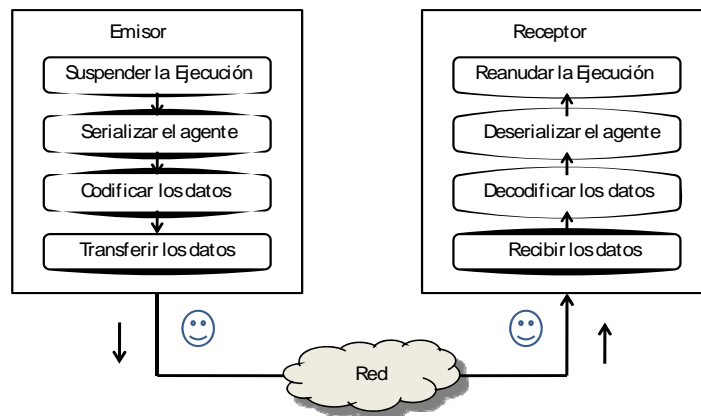 Emisor
Suspender la Ejecución
Serializar el agente
Codificar los datos
Transferir los datos
Receptor
Reanudar la Ejecución
Deserializar el agente
Decodificar los datos
Recibir los datos
Red